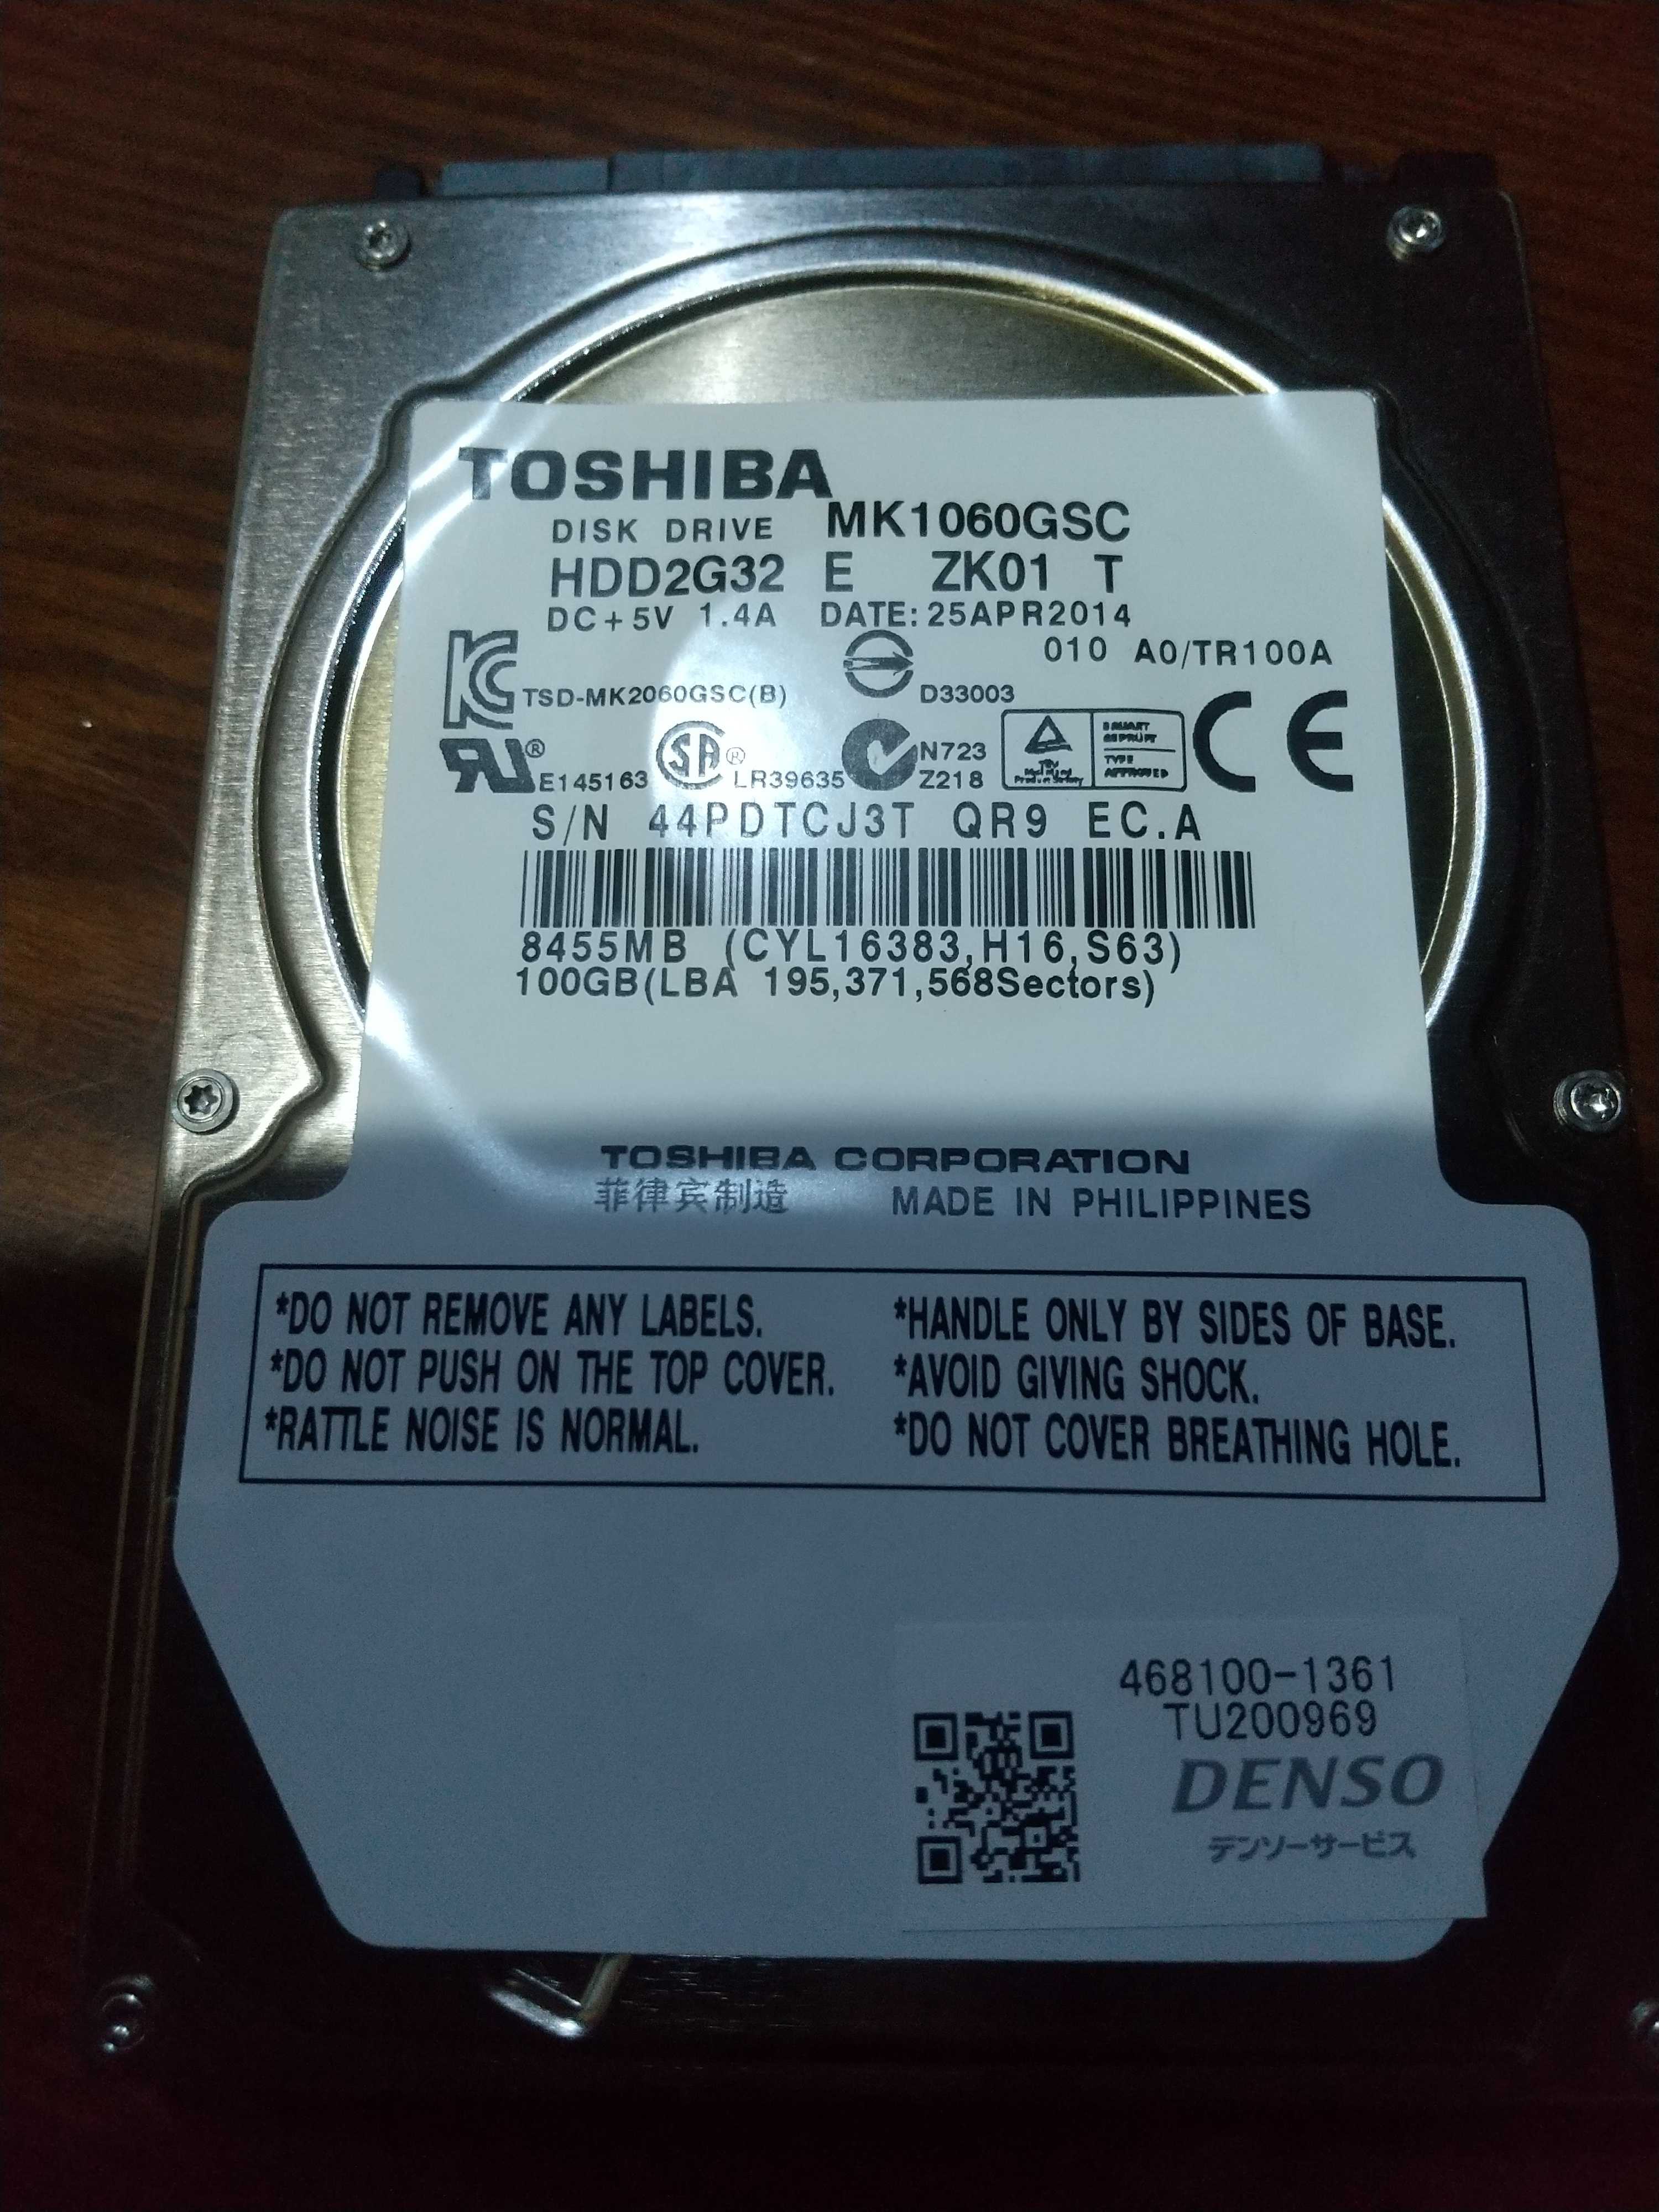 TOSHIBA
DISK DRIVE MK1060GSC
HDD2G32 E ZK01 T
DC+5V 1.4A DATE:25APR2014
010 A0/TR100A
TSD-MK2060GSC(B)
D33003
E145163
LR39635
N723
Z218
CE
S/N 44PDTCJ3T QR9 EC.A
8455MB (CYL16383,H16,S63)
100GB(LBA 195,371,568Sectors)
TOSHIBA CORPORATION
菲律宾制造 MADE IN PHILIPPINES
*DO NOT REMOVE ANY LABELS.
*DO NOT PUSH ON THE TOP COVER.
*RATTLE NOISE IS NORMAL.
*HANDLE ONLY BY SIDES OF BASE.
*AVOID GIVING SHOCK.
*DO NOT COVER BREATHING HOLE.
468100-1361
TU200969
DENSO
デンソーサービス